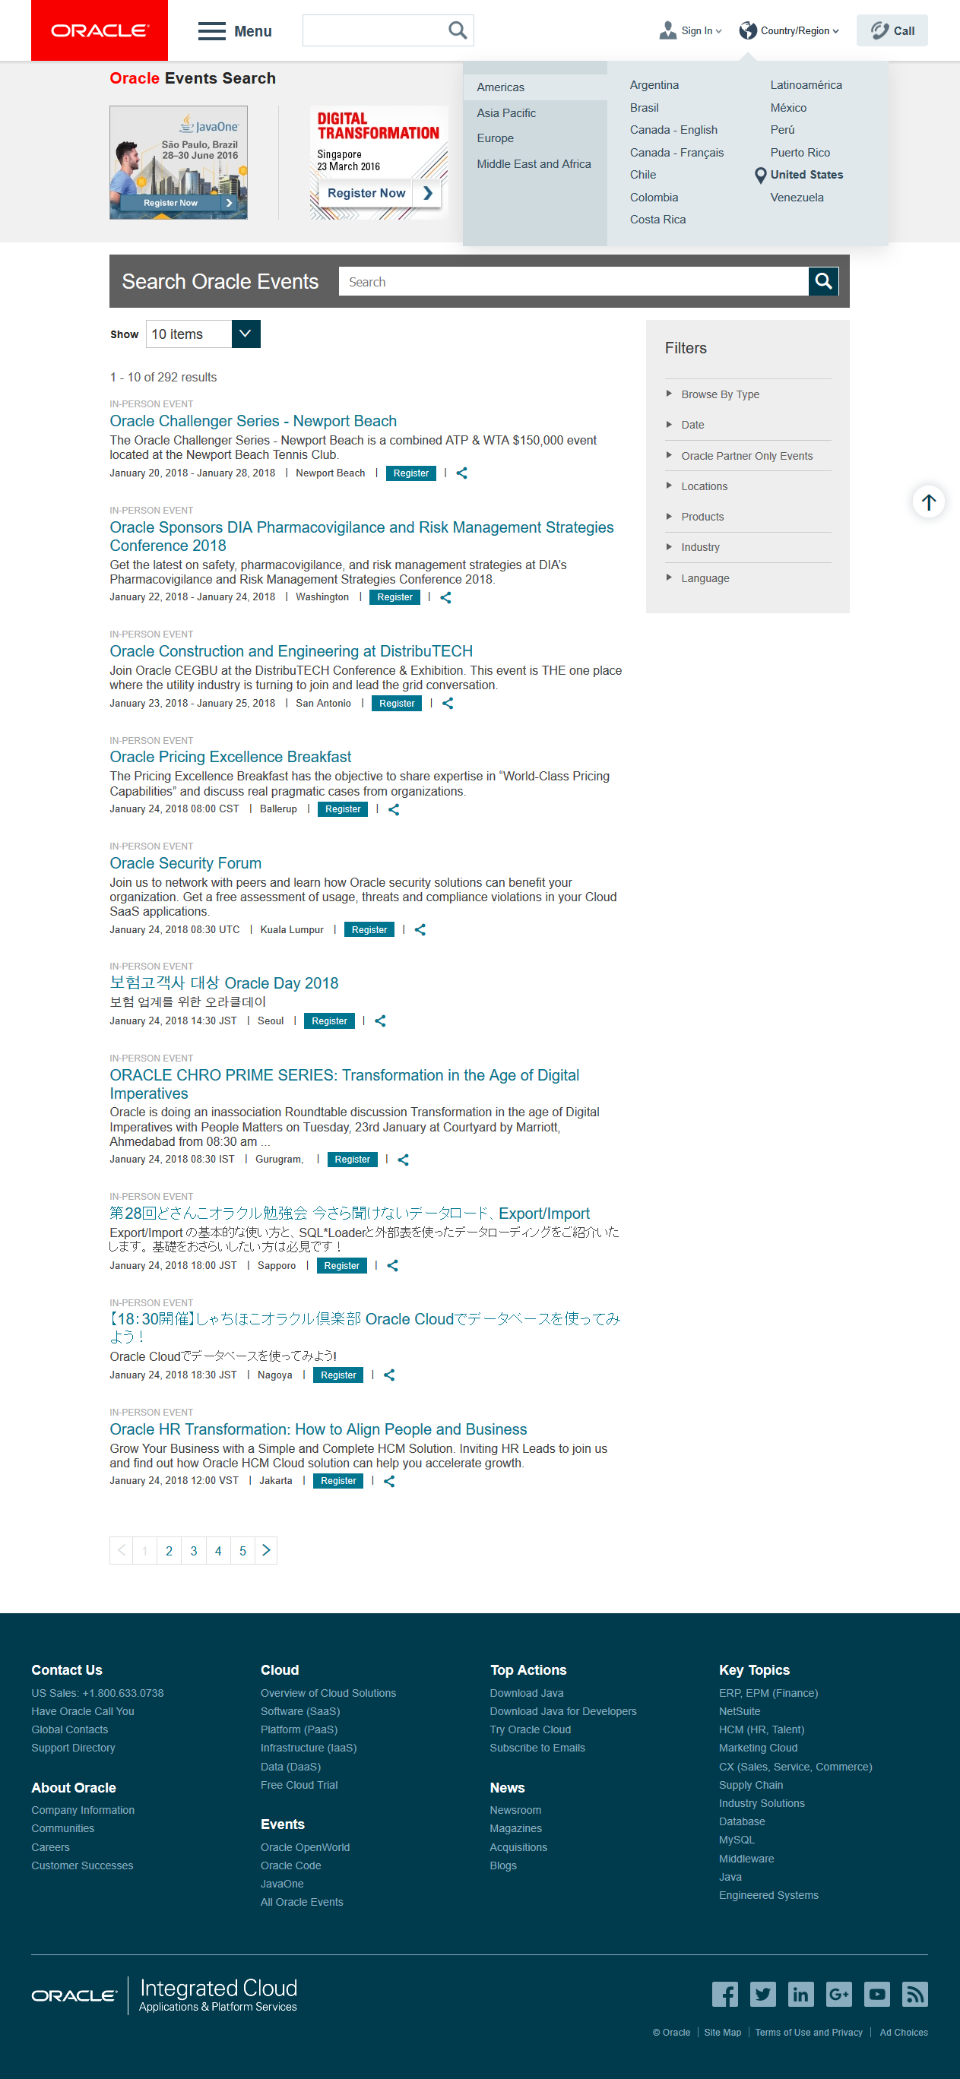 ORACLE
Menu
Sign In
Country/Region
Call
Oracle Events Search
JavaOne
São Paulo, Brazil
28–30 June 2016
Register Now
DIGITAL
TRANSFORMATION
Singapore
23 March 2016
Register Now
Americas
Asia Pacific
Europe
Middle East and Africa
Argentina
Brasil
Canada - English
Canada - Français
Chile
Colombia
Costa Rica
Latinoamérica
México
Perú
Puerto Rico
United States
Venezuela
Search Oracle Events
Search
Show 10 items
1 - 10 of 292 results
IN-PERSON EVENT
Oracle Challenger Series - Newport Beach
The Oracle Challenger Series - Newport Beach is a combined ATP & WTA $150,000 event
located at the Newport Beach Tennis Club.
January 20, 2018 - January 28, 2018 | Newport Beach | Register |
IN-PERSON EVENT
Oracle Sponsors DIA Pharmacovigilance and Risk Management Strategies
Conference 2018
Get the latest on safety, pharmacovigilance, and risk management strategies at DIA's
Pharmacovigilance and Risk Management Strategies Conference 2018.
January 22, 2018 - January 24, 2018 | Washington | Register |
IN-PERSON EVENT
Oracle Construction and Engineering at DistribuTECH
Join Oracle CEGBU at the DistribuTECH Conference & Exhibition. This event is THE one place
where the utility industry is turning to join and lead the grid conversation.
January 23, 2018 - January 25, 2018 | San Antonio | Register |
IN-PERSON EVENT
Oracle Pricing Excellence Breakfast
The Pricing Excellence Breakfast has the objective to share expertise in “World-Class Pricing
Capabilities” and discuss real pragmatic cases from organizations.
January 24, 2018 08:00 CST | Ballerup | Register |
IN-PERSON EVENT
Oracle Security Forum
Join us to network with peers and learn how Oracle security solutions can benefit your
organization. Get a free assessment of usage, threats and compliance violations in your Cloud
SaaS applications.
January 24, 2018 08:30 UTC | Kuala Lumpur | Register |
IN-PERSON EVENT
보험고객사 대상 Oracle Day 2018
보험 업계를 위한 오라클데이
January 24, 2018 14:30 JST | Seoul | Register |
IN-PERSON EVENT
ORACLE CHRO PRIME SERIES: Transformation in the Age of Digital
Imperatives
Oracle is doing an inassociation Roundtable discussion Transformation in the age of Digital
Imperatives with People Matters on Tuesday, 23rd January at Courtyard by Marriott,
Ahmedabad from 08:30 am ...
January 24, 2018 08:30 IST | Gurugram, | Register |
IN-PERSON EVENT
第28回どさんこオラクル勉強会 今さら聞けないデータロード、Export/Import
Export/Import の基本的な使い方と、SQL*Loaderと外部表を使ったデータローディングをご紹介いた
します。基礎をおさらいしたい方は必見です！
January 24, 2018 18:00 JST | Sapporo | Register |
IN-PERSON EVENT
【18：30開催】しゃちほこオラクル倶楽部 Oracle Cloudでデータベースを使ってみ
よう！
Oracle Cloudでデータベースを使ってみよう!
January 24, 2018 18:30 JST | Nagoya | Register |
IN-PERSON EVENT
Oracle HR Transformation: How to Align People and Business
Grow Your Business with a Simple and Complete HCM Solution. Inviting HR Leads to join us
and find out how Oracle HCM Cloud solution can help you accelerate growth.
January 24, 2018 12:00 VST | Jakarta | Register |
Filters
Browse By Type
Date
Oracle Partner Only Events
Locations
Products
Industry
Language
1 2 3 4 5
Contact Us
US Sales: +1.800.633.0738
Have Oracle Call You
Global Contacts
Support Directory
About Oracle
Company Information
Communities
Careers
Customer Successes
Cloud
Overview of Cloud Solutions
Software (SaaS)
Platform (PaaS)
Infrastructure (IaaS)
Data (DaaS)
Free Cloud Trial
Events
Oracle OpenWorld
Oracle Code
JavaOne
All Oracle Events
Top Actions
Download Java
Download Java for Developers
Try Oracle Cloud
Subscribe to Emails
News
Newsroom
Magazines
Acquisitions
Blogs
Key Topics
ERP, EPM (Finance)
NetSuite
HCM (HR, Talent)
Marketing Cloud
CX (Sales, Service, Commerce)
Supply Chain
Industry Solutions
Database
MySQL
Middleware
Java
Engineered Systems
ORACLE
Integrated Cloud
Applications & Platform Services
© Oracle | Site Map | Terms of Use and Privacy | Ad Choices